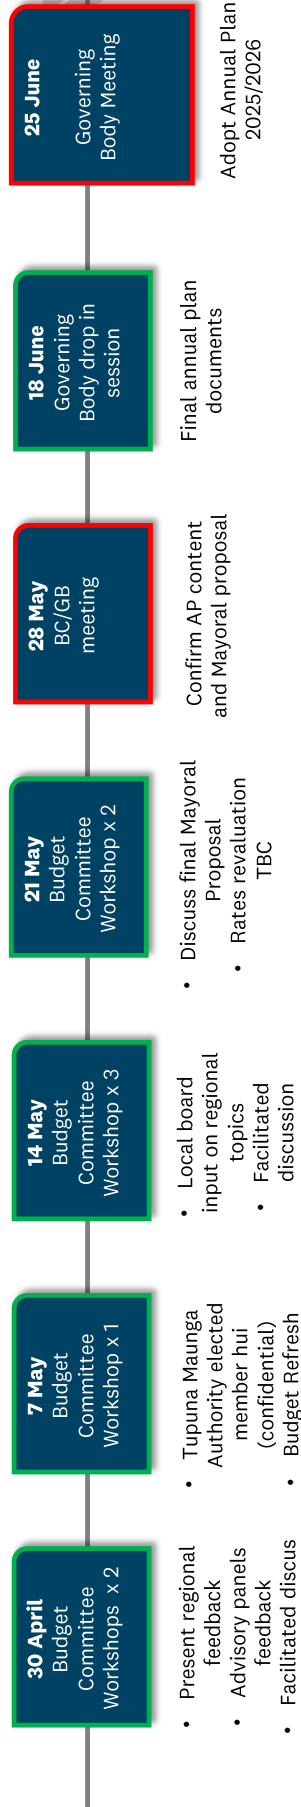 30 April
Budget
Committee
Workshops x 2
• Present regional
feedback
• Advisory panels
feedback
• Facilitated discus
7 May
Budget
Committee
Workshop x 1
• Tupuna Maunga
Authority elected
member hui
(confidential)
• Budget Refresh
14 May
Budget
Committee
Workshop x 3
• Local board
input on regional
topics
• Facilitated
discussion
21 May
Budget
Committee
Workshop x 2
• Discuss final Mayoral
Proposal
• Rates revaluation
TBC
28 May
BC/GB
meeting
Confirm AP content
and Mayoral proposal
18 June
Governing
Body drop in
session
Final annual plan
documents
25 June
Governing
Body Meeting
Adopt Annual Plan
2025/2026